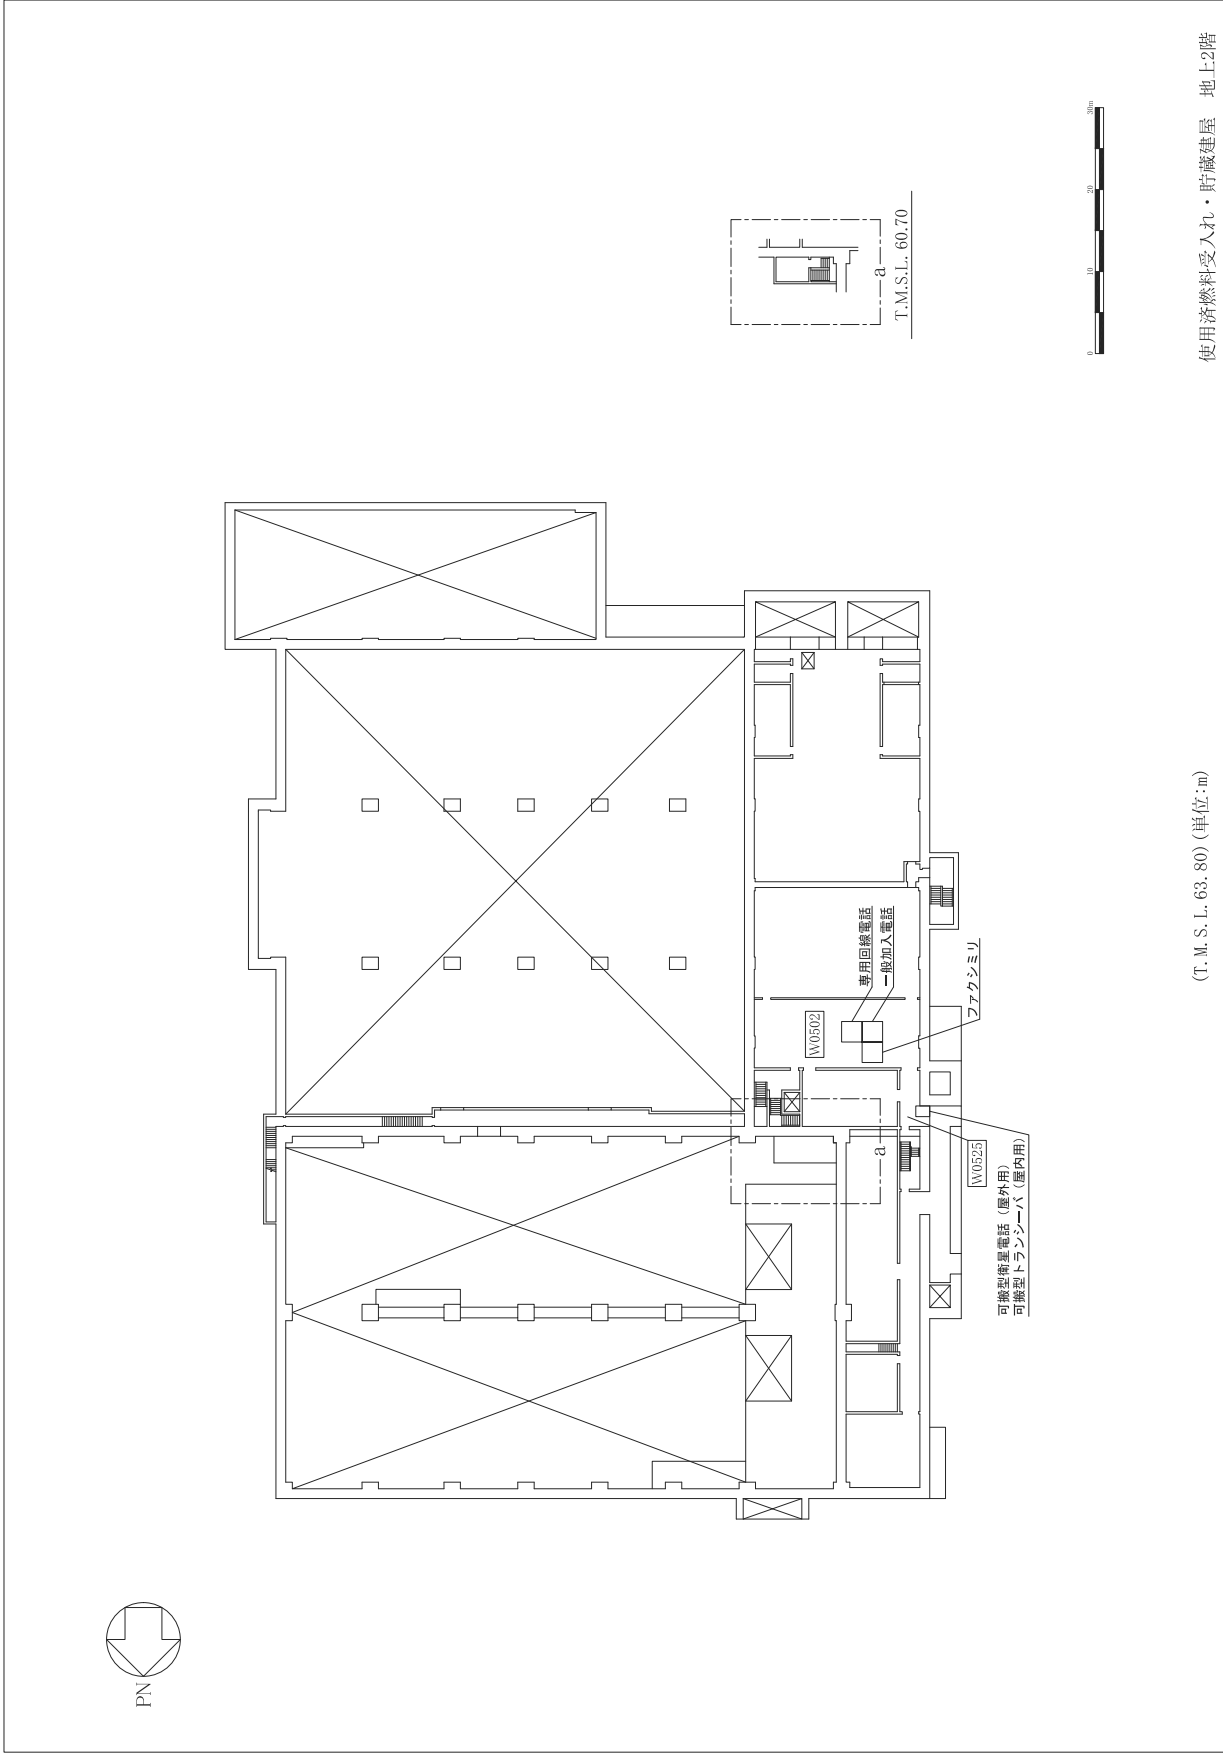 PN
専用回線電話
一般加入電話
ファクシミリ
W0502
W0525
可搬型衛星電話（屋外用）
可搬型トランシーバ（屋内用）
a
a
T.M.S.L. 60.70
0 10 20 30m
(T.M.S.L.63.80)(単位:m)
使用済燃料受入れ・貯蔵建屋　地上2階